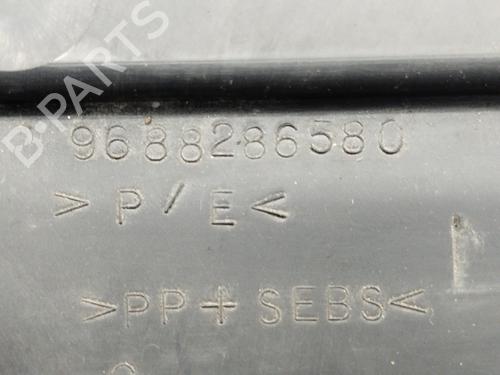 B-PARTS
9688286580
> P/E <
>PP+SEBS<